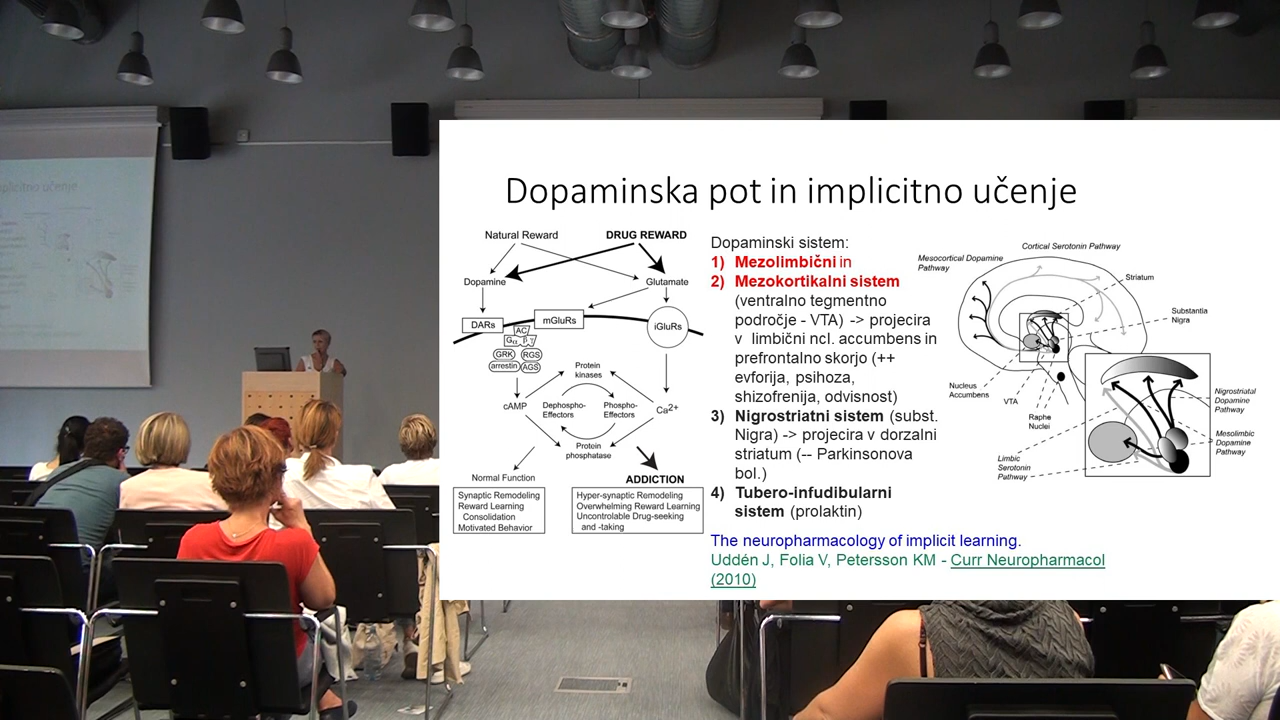 plicitno učenje
Dopaminska pot in implicitno učenje
Natural Reward
DRUG REWARD
Dopamine
Glutamate
DARs
mGluRs
iGluRs
AC
Gα β γ
GRK
RGS
arrestin
AGS
Protein
kinases
cAMP
Dephospho-
Effectors
Phospho-
Effectors
Ca2+
Protein
phosphatase
Normal Function
ADDICTION
Synaptic Remodeling
Reward Learning
Consolidation
Motivated Behavior
Hyper-synaptic Remodeling
Overwhelming Reward Learning
Uncontrolable Drug-seeking
and -taking
Dopaminski sistem:
1) Mezolimbični in
2) Mezokortikalni sistem
(ventralno tegmentno
področje - VTA) -> projecira
v limbični ncl. accumbens in
prefrontalno skorjo (++
evforija, psihoza,
shizofrenija, odvisnost)
3) Nigrostriatni sistem (subst.
Nigra) -> projecira v dorzalni
striatum (-- Parkinsonova
bol.)
4) Tubero-infudibularni
sistem (prolaktin)
Cortical Serotonin Pathway
Mesocortical Dopamine
Pathway
Striatum
Substantia
Nigra
Nucleus
Accumbens
VTA
Raphe
Nuclei
Limbic
Serotonin
Pathway
Nigrostriatal
Dopamine
Pathway
Mesolimbic
Dopamine
Pathway
The neuropharmacology of implicit learning.
Uddén J, Folia V, Petersson KM - Curr Neuropharmacol
(2010)